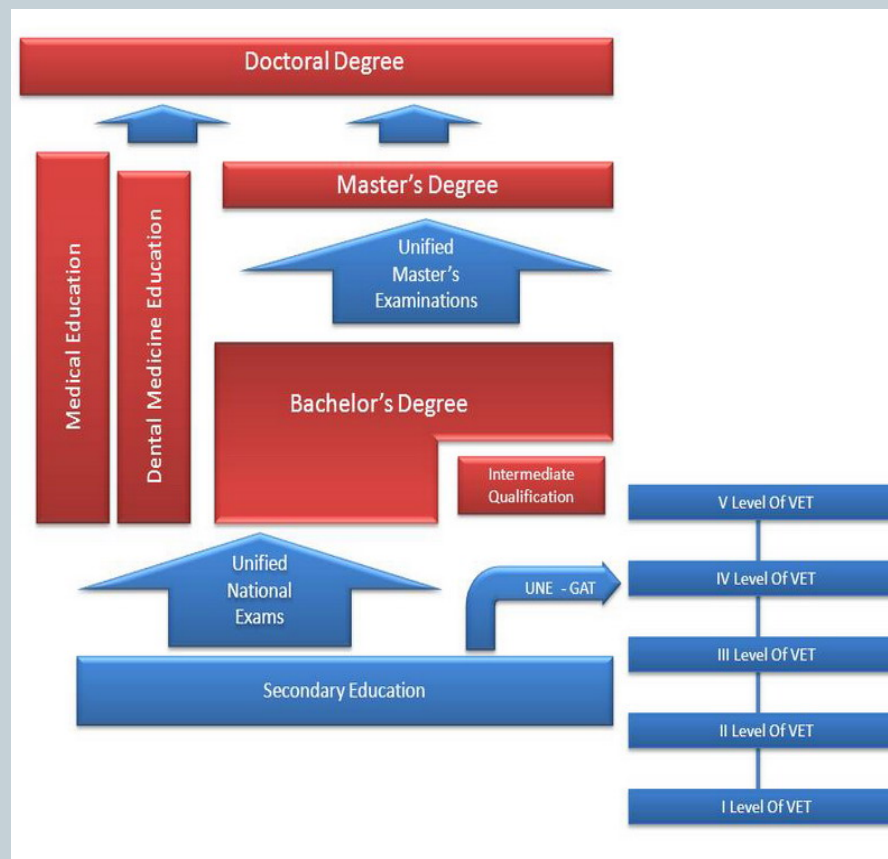 Doctoral Degree
Master's Degree
Medical Education
Dental Medicine Education
Unified
Master's
Examinations
Bachelor's Degree
Intermediate
Qualification
V Level Of VET
Unified
National
Exams
UNE - GAT
IV Level Of VET
III Level Of VET
Secondary Education
II Level Of VET
I Level Of VET